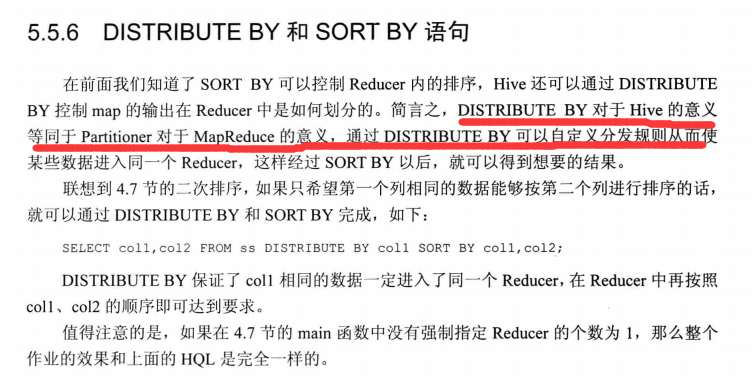 5.5.6 DISTRIBUTE BY 和 SORT BY 语句
在前面我们知道了 SORT BY 可以控制 Reducer 内的排序，Hive 还可以通过 DISTRIBUTE
BY 控制 map 的输出在 Reducer 中是如何划分的。简言之，DISTRIBUTE BY 对于 Hive 的意义
等同于 Partitioner 对于 MapReduce 的意义，通过 DISTRIBUTE BY 可以自定义分发规则从而使
某些数据进入同一个 Reducer，这样经过 SORT BY 以后，就可以得到想要的结果。
联想到 4.7 节的二次排序，如果只希望第一个列相同的数据能够按第二个列进行排序的话，
就可以通过 DISTRIBUTE BY 和 SORT BY 完成，如下：
SELECT col1,col2 FROM ss DISTRIBUTE BY col1 SORT BY col1,col2;
DISTRIBUTE BY 保证了 col1 相同的数据一定进入了同一个 Reducer，在 Reducer 中再按照
col1、col2 的顺序即可达到要求。
值得注意的是，如果在 4.7 节的 main 函数中没有强制指定 Reducer 的个数为 1，那么整个
作业的效果和上面的 HQL 是完全一样的。